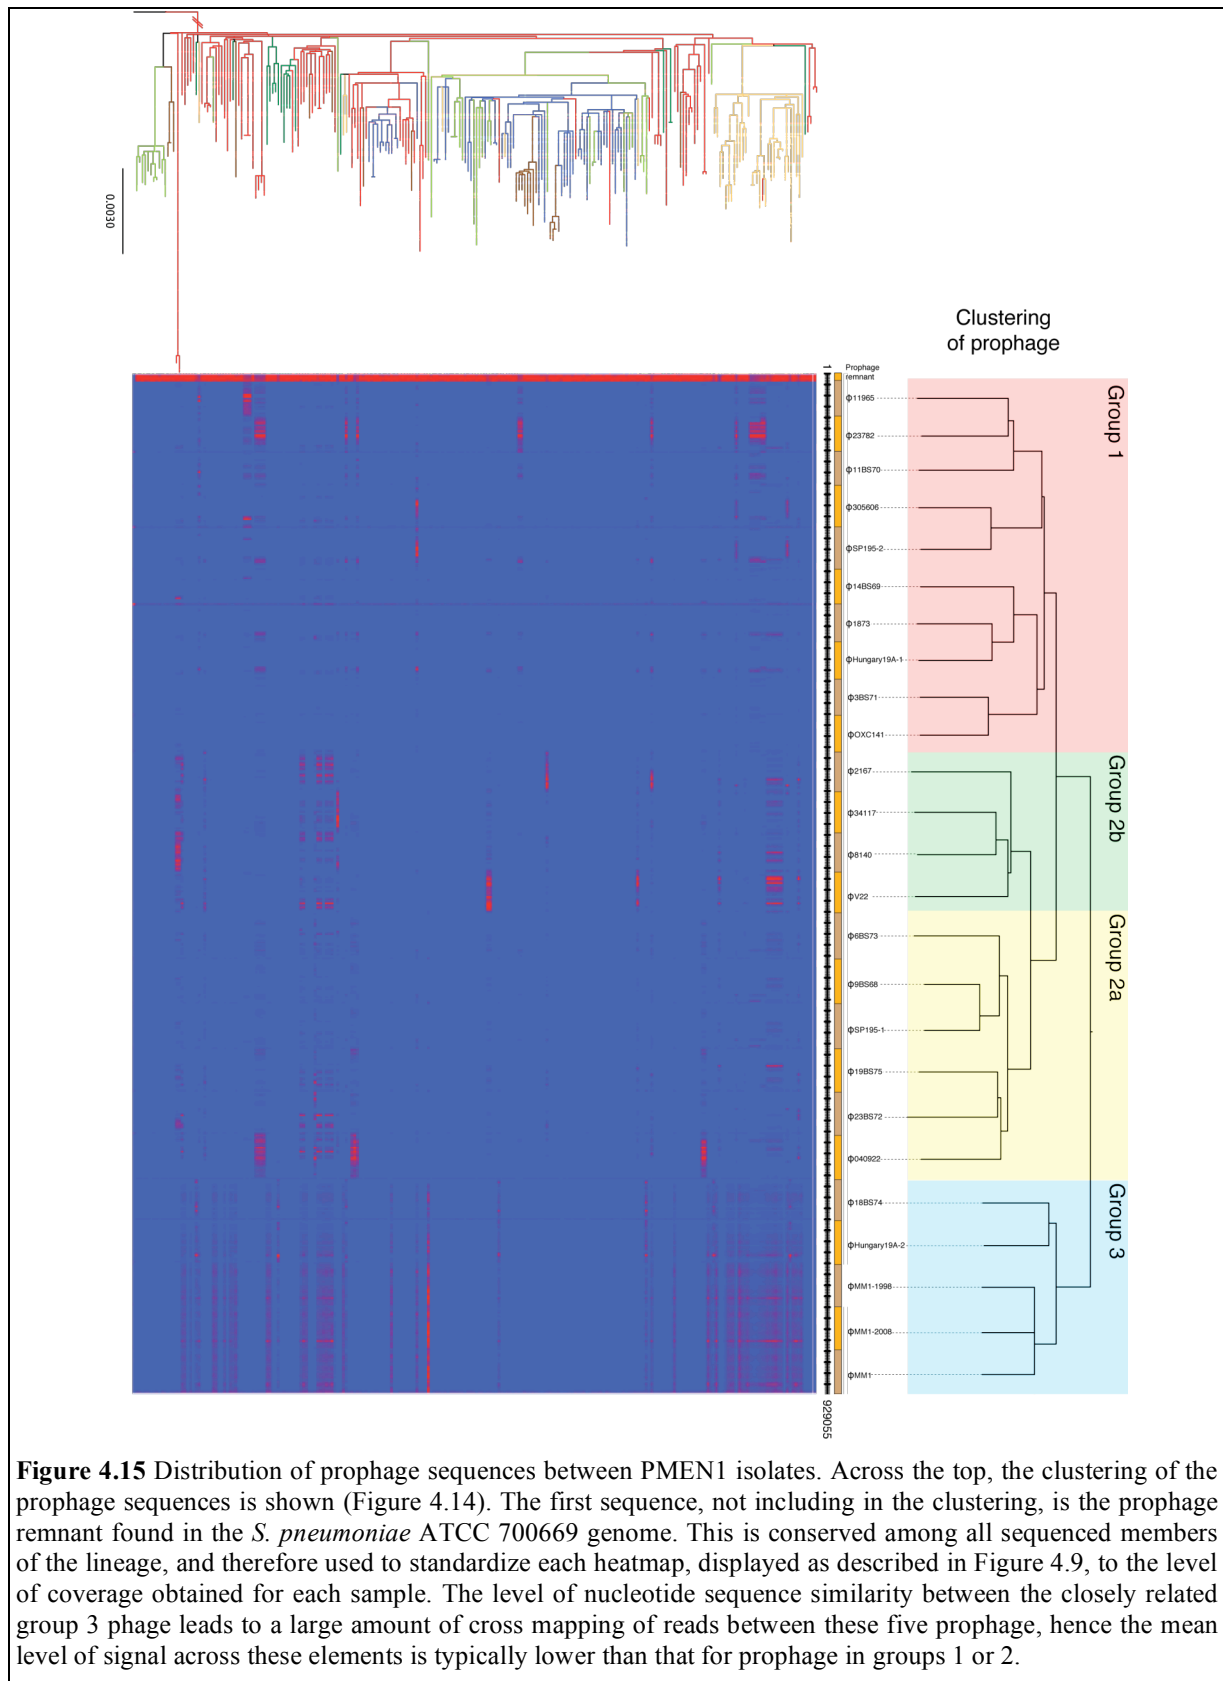 0.0030
Clustering
of prophage
1
Prophage
remnant
Φ11965
Φ23782
Φ11BS70
Φ305606
ΦSP195-2
Φ14BS69
Φ1873
ΦHungary19A-1
Φ3BS71
ΦOXC141
Φ2167
Φ34117
Φ8140
ΦV22
Φ6BS73
Φ9BS68
ΦSP195-1
Φ19BS75
Φ23BS72
Φ040922
Φ18BS74
ΦHungary19A-2
ΦMM1-1998
ΦMM1-2008
ΦMM1
929055
Group 1
Group 2b
Group 2a
Group 3
Figure 4.15 Distribution of prophage sequences between PMEN1 isolates. Across the top, the clustering of the
prophage sequences is shown (Figure 4.14). The first sequence, not including in the clustering, is the prophage
remnant found in the S. pneumoniae ATCC 700669 genome. This is conserved among all sequenced members
of the lineage, and therefore used to standardize each heatmap, displayed as described in Figure 4.9, to the level
of coverage obtained for each sample. The level of nucleotide sequence similarity between the closely related
group 3 phage leads to a large amount of cross mapping of reads between these five prophage, hence the mean
level of signal across these elements is typically lower than that for prophage in groups 1 or 2.